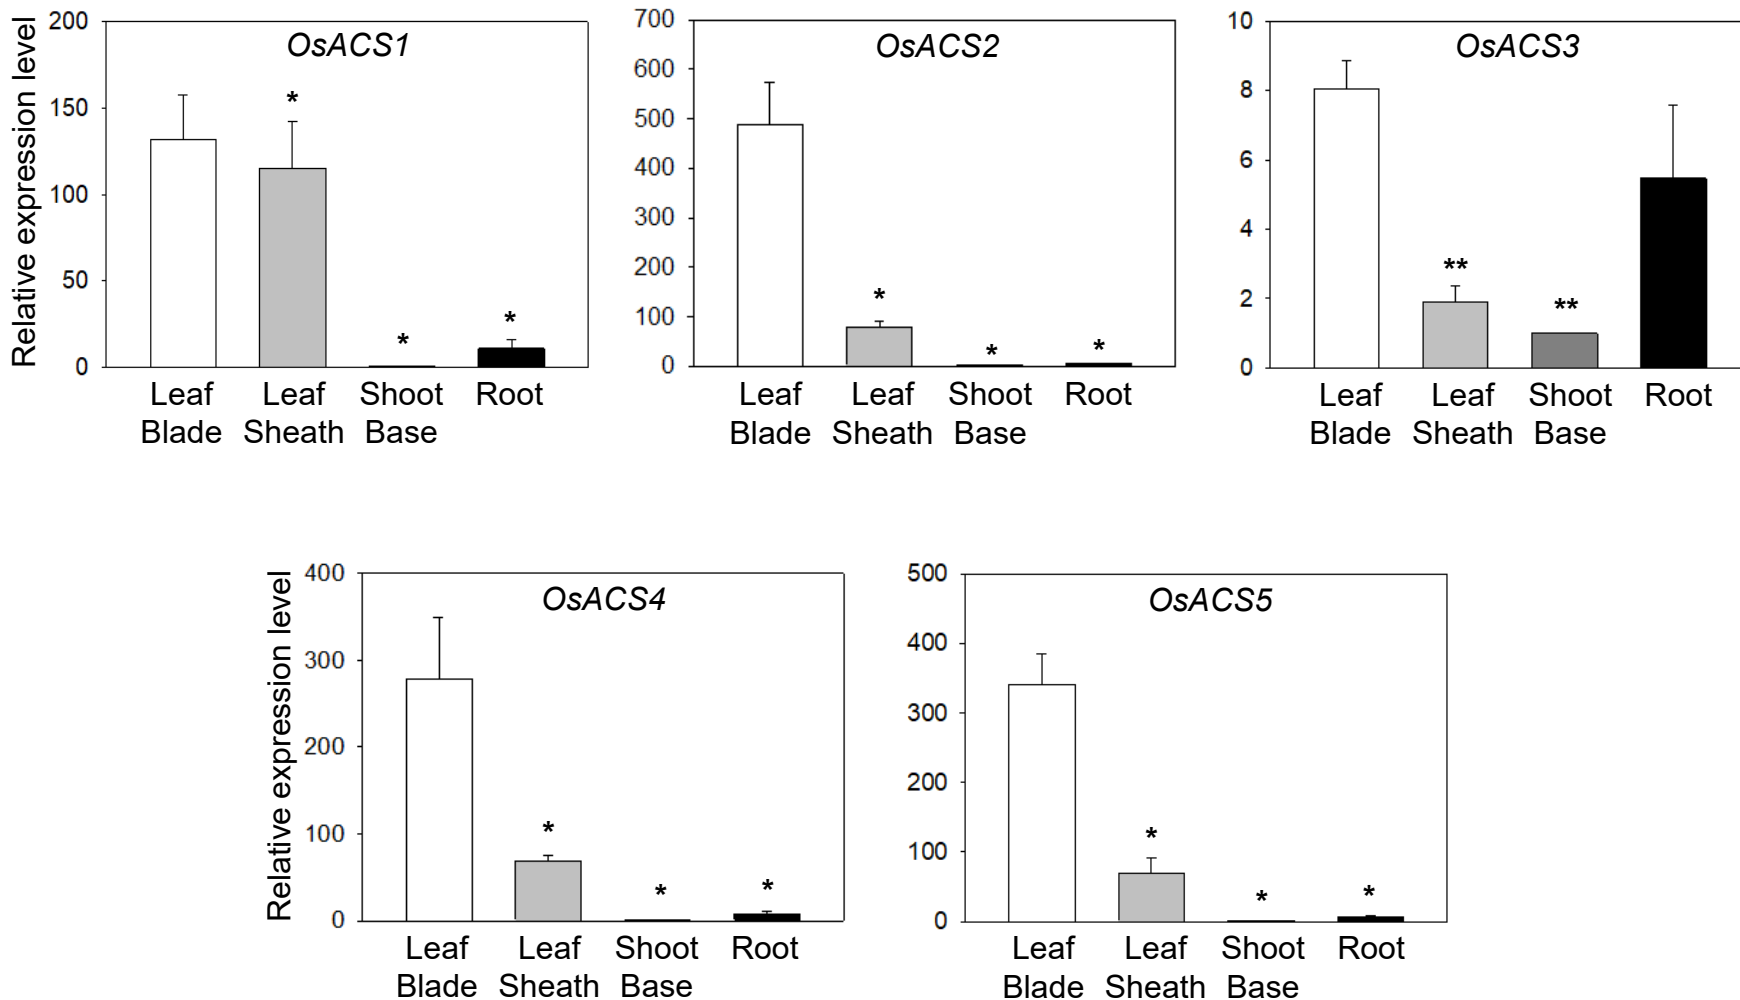 Relative expression level
OsACS1
200
150
100
50
0
*
*
*
Leaf Blade
Leaf Sheath
Shoot Base
Root
OsACS2
700
600
500
400
300
200
100
0
*
*
*
Leaf Blade
Leaf Sheath
Shoot Base
Root
OsACS3
10
8
6
4
2
0
**
**
Leaf Blade
Leaf Sheath
Shoot Base
Root
Relative expression level
OsACS4
400
300
200
100
0
*
*
*
Leaf Blade
Leaf Sheath
Shoot Base
Root
OsACS5
500
400
300
200
100
0
*
*
*
Leaf Blade
Leaf Sheath
Shoot Base
Root